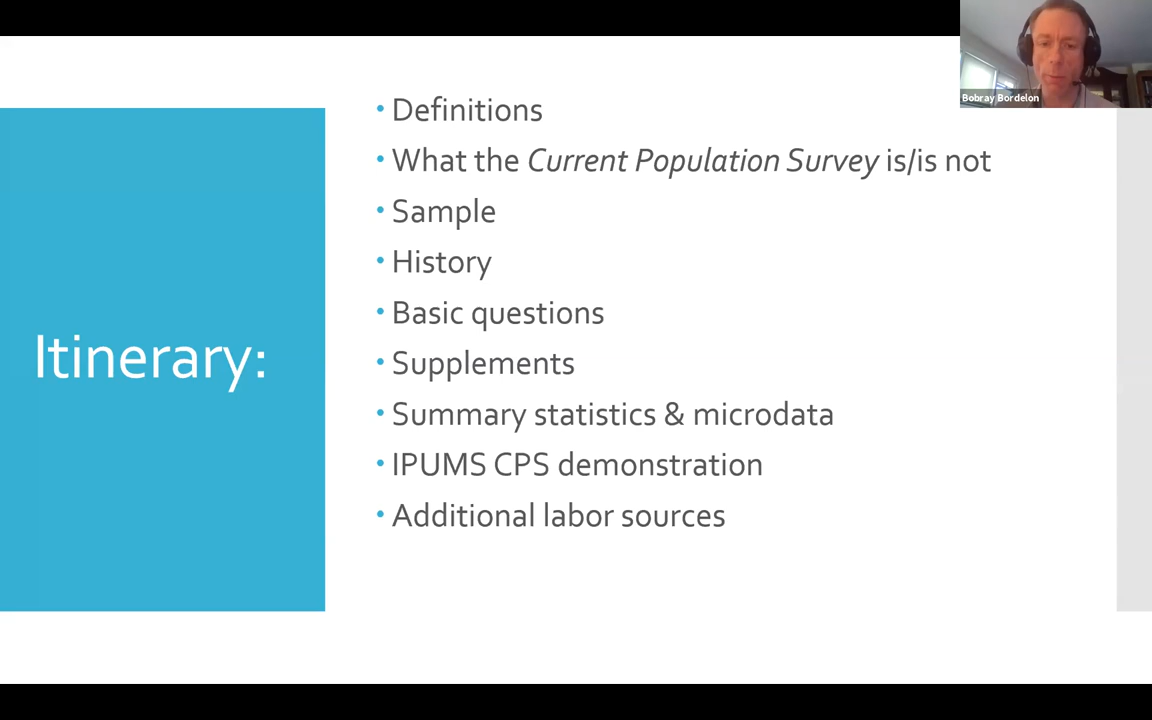 Itinerary:
• Definitions
• What the Current Population Survey is/is not
• Sample
• History
• Basic questions
• Supplements
• Summary statistics & microdata
• IPUMS CPS demonstration
• Additional labor sources
Bobray Bordelon